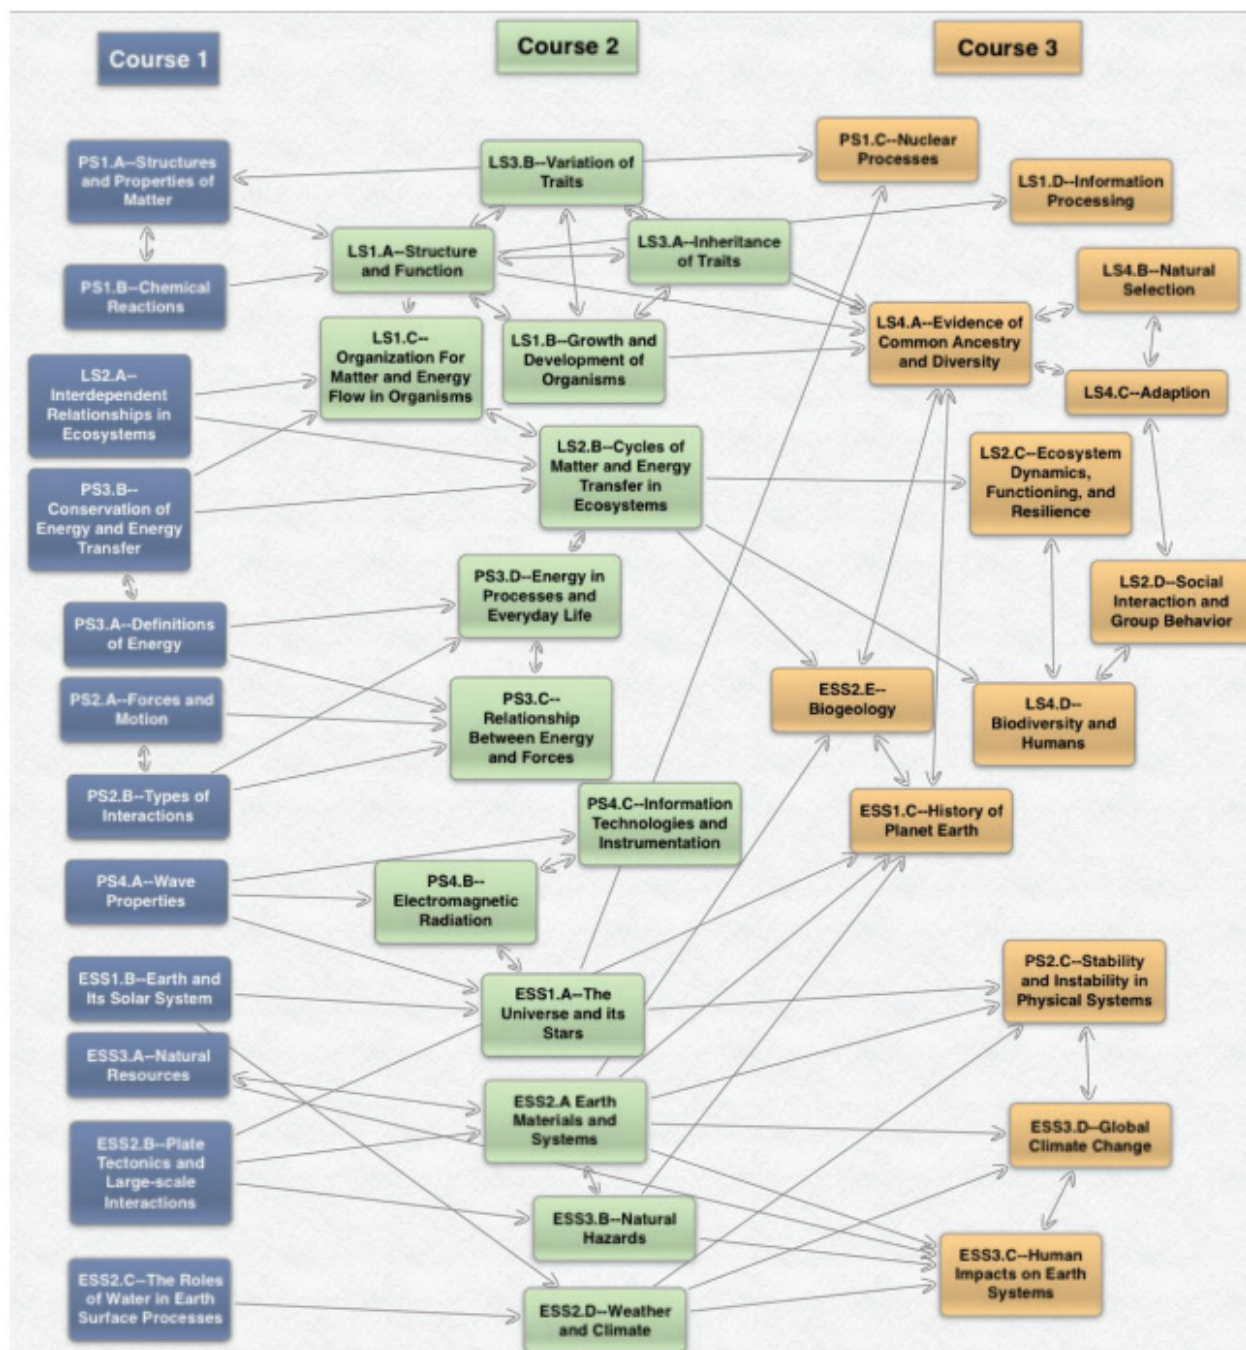 Course 1
Course 2
Course 3
PS1.A--Structures
and Properties of
Matter
PS1.B--Chemical
Reactions
LS2.A--
Interdependent
Relationships in
Ecosystems
PS3.B--
Conservation of
Energy and Energy
Transfer
PS3.A--Definitions
of Energy
PS2.A--Forces and
Motion
PS2.B--Types of
Interactions
PS4.A--Wave
Properties
ESS1.B--Earth and
Its Solar System
ESS3.A--Natural
Resources
ESS2.B--Plate
Tectonics and
Large-scale
Interactions
ESS2.C--The Roles
of Water in Earth
Surface Processes
LS3.B--Variation of
Traits
LS1.A--Structure
and Function
LS3.A--Inheritance
of Traits
LS1.C--
Organization For
Matter and Energy
Flow in Organisms
LS1.B--Growth and
Development of
Organisms
LS2.B--Cycles of
Matter and Energy
Transfer in
Ecosystems
PS3.D--Energy in
Processes and
Everyday Life
PS3.C--
Relationship
Between Energy
and Forces
PS4.C--Information
Technologies and
Instrumentation
PS4.B--
Electromagnetic
Radiation
ESS1.A--The
Universe and its
Stars
ESS2.A Earth
Materials and
Systems
ESS3.B--Natural
Hazards
ESS2.D--Weather
and Climate
PS1.C--Nuclear
Processes
LS1.D--Information
Processing
LS4.B--Natural
Selection
LS4.A--Evidence of
Common Ancestry
and Diversity
LS4.C--Adaption
LS2.C--Ecosystem
Dynamics,
Functioning, and
Resilience
LS2.D--Social
Interaction and
Group Behavior
ESS2.E--
Biogeology
LS4.D--
Biodiversity and
Humans
ESS1.C--History of
Planet Earth
PS2.C--Stability
and Instability in
Physical Systems
ESS3.D--Global
Climate Change
ESS3.C--Human
Impacts on Earth
Systems